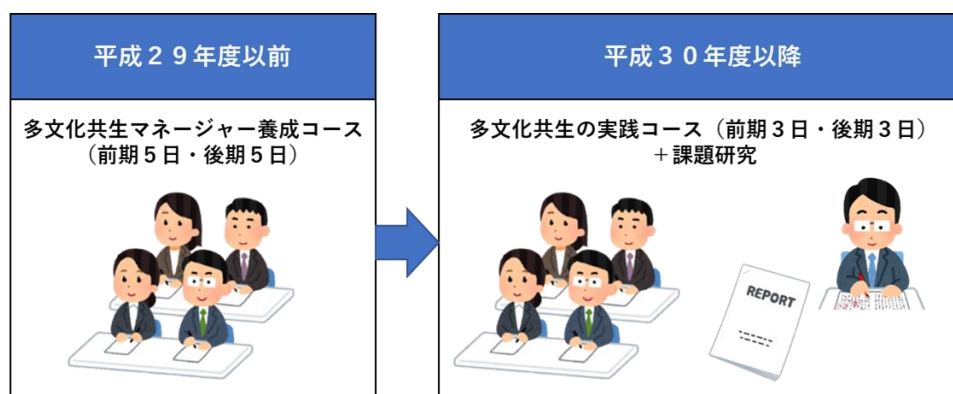 平成２９年度以前
多文化共生マネージャー養成コース
（前期５日・後期５日）
平成３０年度以降
多文化共生の実践コース（前期３日・後期３日）
＋課題研究
REPORT